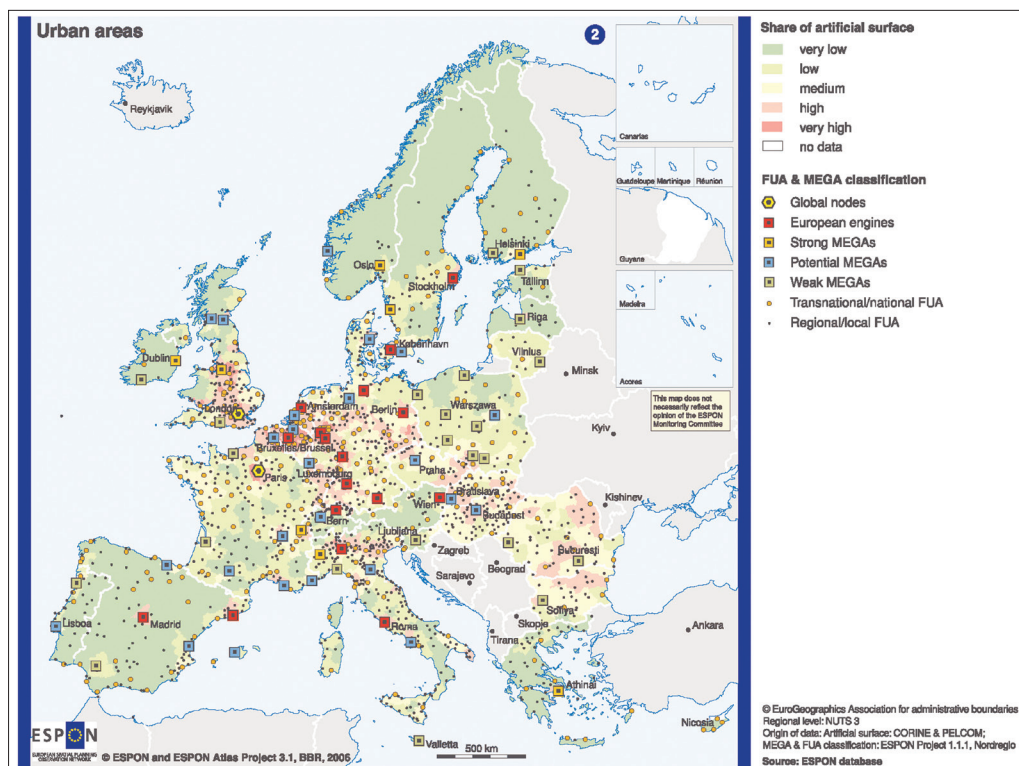 Urban areas
2
Reykjavik
Canarias
Guadeloupe
Martinique
Réunion
Guyane
Madeira
Acores
This map does not
necessarily reflect the
opinion of the ESPON
Monitoring Committee
Helsinki
Oslo
Stockholm
Tallinn
Riga
Vilnius
Minsk
Dublin
København
London
Amsterdam
Berlin
Warszawa
Kyiv
Bruxelles/Brussel
Luxembourg
Praha
Paris
Wien
Bratislava
Budapest
Kishinev
Bern
Ljubljana
Zagreb
Beograd
Bucuresti
Sarajevo
Sofiya
Skopje
Tirana
Roma
Madrid
Lisboa
Ankara
Athinai
Nicosia
Valletta
500 km
ESPON
EUROPEAN SPATIAL PLANNING
OBSERVATION NETWORK
© ESPON and ESPON Atlas Project 3.1, BBR, 2006
Share of artificial surface
very low
low
medium
high
very high
no data
FUA & MEGA classification
Global nodes
European engines
Strong MEGAs
Potential MEGAs
Weak MEGAs
Transnational/national FUA
Regional/local FUA
© EuroGeographics Association for administrative boundaries
Regional level: NUTS 3
Origin of data: Artificial surface: CORINE & PELCOM;
MEGA & FUA classification: ESPON Project 1.1.1, Nordregio
Source: ESPON database